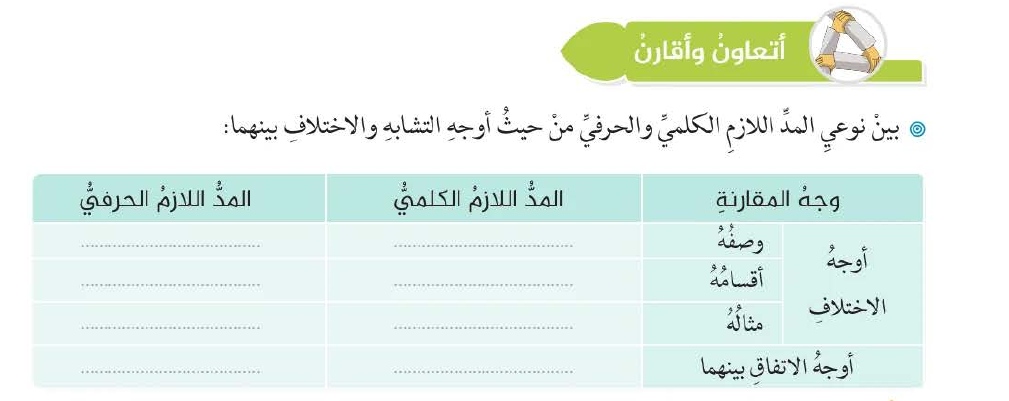 أتعاونُ وأقارنُ
بينْ نوعيِ المدِّ اللازمِ الكلميِّ والحرفيِّ منْ حيثُ أوجهِ التشابهِ والاختلافِ بينهما:
وجهُ المقارنةِ المدُّ اللازمُ الكلميُّ المدُّ اللازمُ الحرفيُّ
أوجهُ الاختلافِ
وصفُهُ ........................ ........................
أقسامُهُ ........................ ........................
مثالُهُ ........................ ........................
أوجهُ الاتفاقِ بينهما ........................ ........................